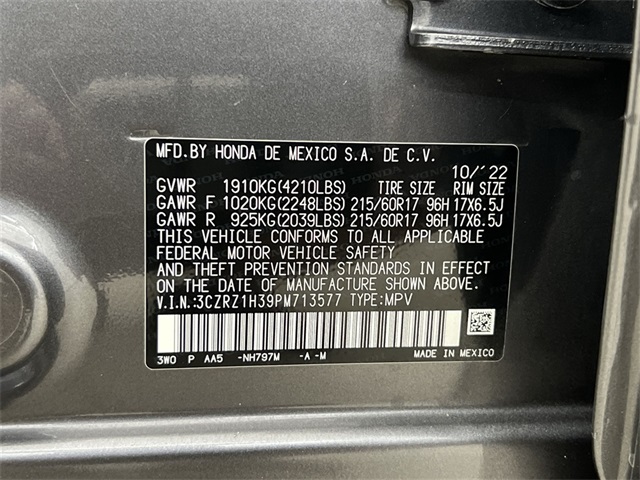 MFD.BY HONDA DE MEXICO S.A. DE C.V.
10/'22
GVWR 1910KG(4210LBS) TIRE SIZE RIM SIZE
GAWR F 1020KG(2248LBS) 215/60R17 96H 17X6.5J
GAWR R 925KG(2039LBS) 215/60R17 96H 17X6.5J
THIS VEHICLE CONFORMS TO ALL APPLICABLE
FEDERAL MOTOR VEHICLE SAFETY
AND THEFT PREVENTION STANDARDS IN EFFECT
ON THE DATE OF MANUFACTURE SHOWN ABOVE.
V.I.N.:3CZRZ1H39PM713577 TYPE:MPV
3W0 P AA5 -NH797M -A -M MADE IN MEXICO